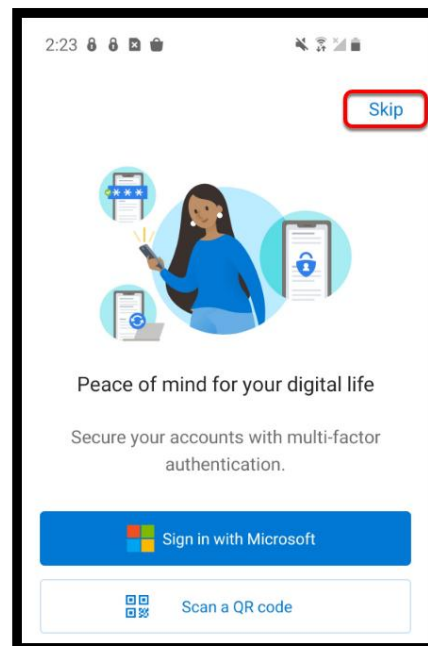 2:23
Skip
Peace of mind for your digital life
Secure your accounts with multi-factor
authentication.
Sign in with Microsoft
Scan a QR code